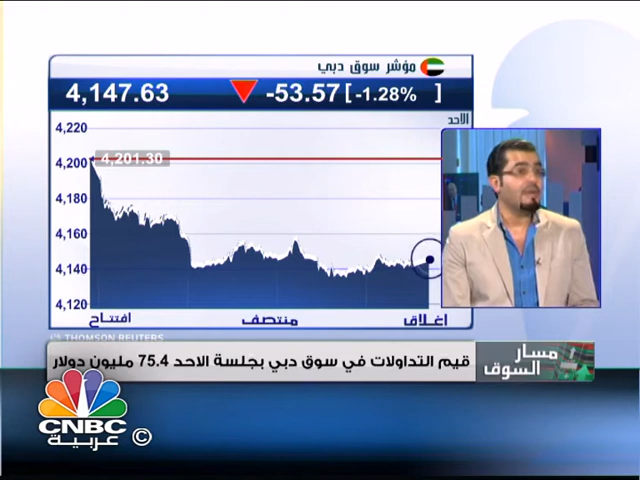 مؤشر سوق دبي
4,147.63 -53.57 [ -1.28% ]
الاحد
4,220
4,200
4,201.30
4,180
4,160
4,140
4,120
افتتاح منتصف إغلاق
THOMSON REUTERS
مسار السوق
قيم التداولات في سوق دبي بجلسة الاحد 75.4 مليون دولار
CNBC
عربية ©